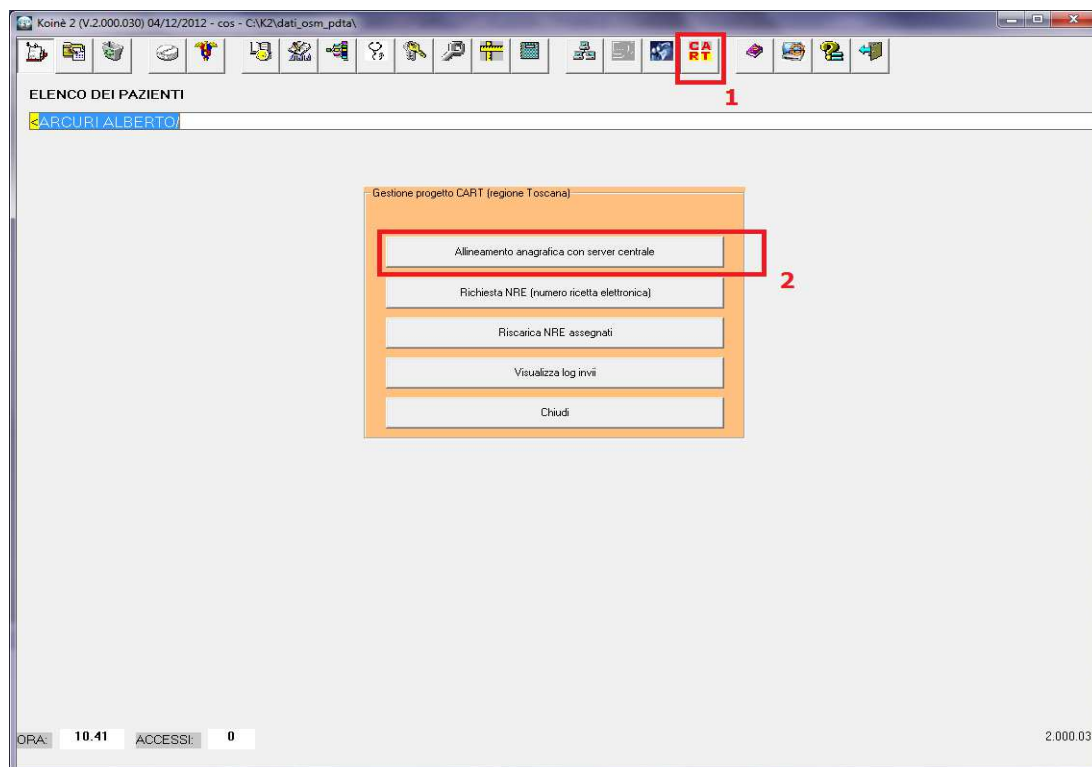 Koinè 2 (V.2.000.030) 04/12/2012 - cos - C:\K2\dati_osm_pdta\
CA
RT
1
ELENCO DEI PAZIENTI
<ARCURI ALBERTO/
Gestione progetto CART (regione Toscana)
Allineamento anagrafica con server centrale
2
Richiesta NRE (numero ricetta elettronica)
Riscarica NRE assegnati
Visualizza log invii
Chiudi
ORA: 10.41 ACCESSI: 0 2.000.03